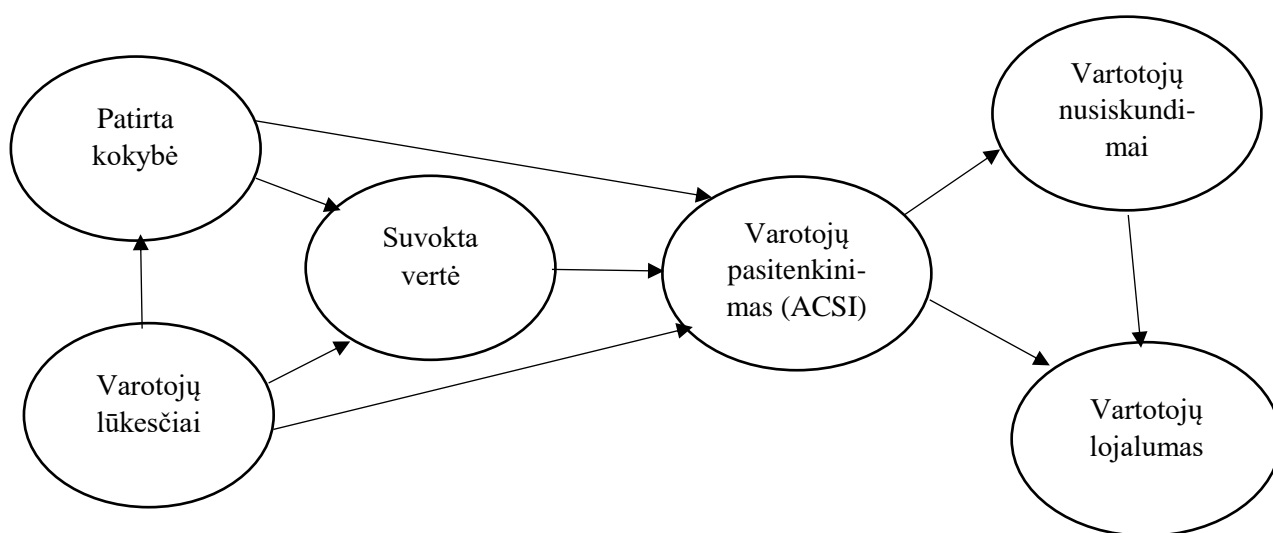 Patirta
kokybė
Suvokta
vertė
Varotojų
lūkesčiai
Varotojų
pasitenkini-
mas (ACSI)
Vartotojų
nusiskundi-
mai
Vartotojų
lojalumas